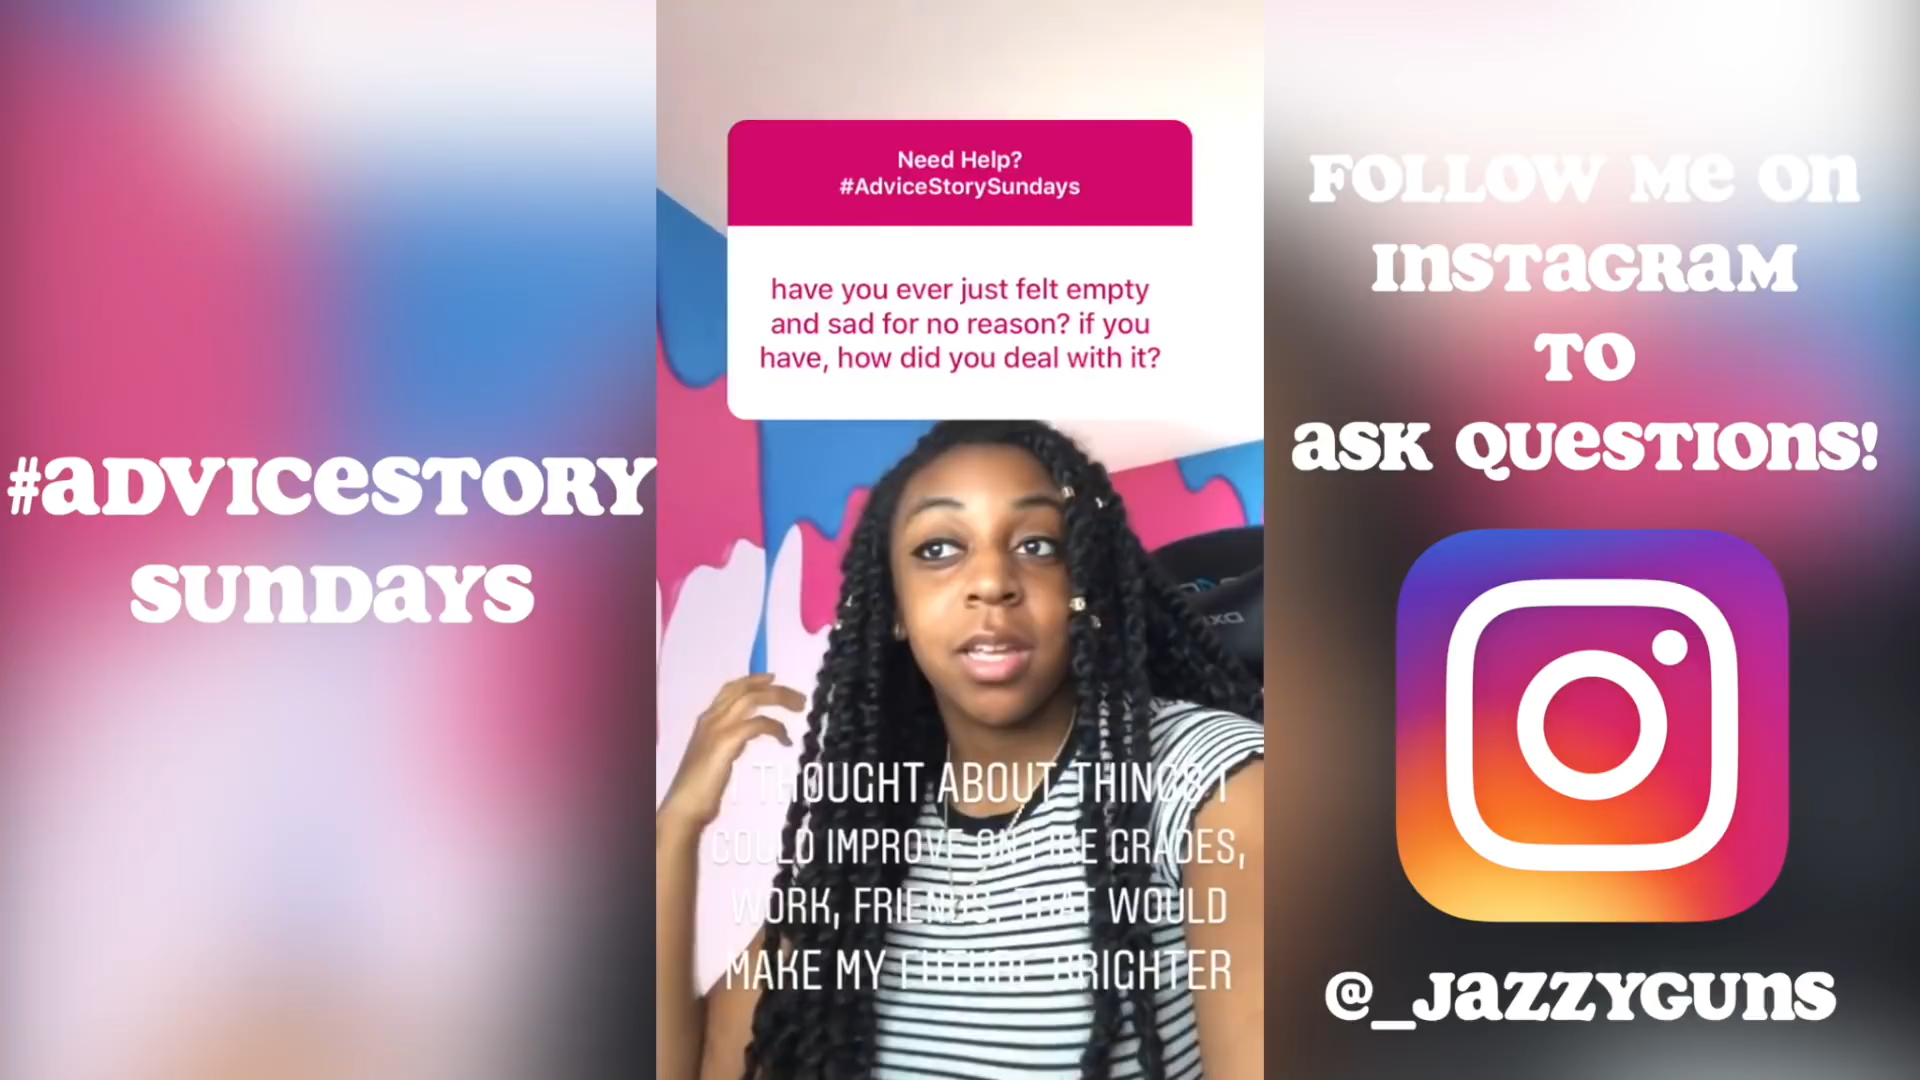 #ADVICESTORY
SUNDAYS
Need Help?
#AdviceStorySundays
have you ever just felt empty
and sad for no reason? if you
have, how did you deal with it?
I THOUGHT ABOUT THINGS I
COULD IMPROVE ON LIKE GRADES,
WORK, FRIENDS, THAT WOULD
MAKE MY FUTURE BRIGHTER
FOLLOW Me On
INSTAGRAM
TO
ASK QUESTIONS!
@_JAZZYGUNS